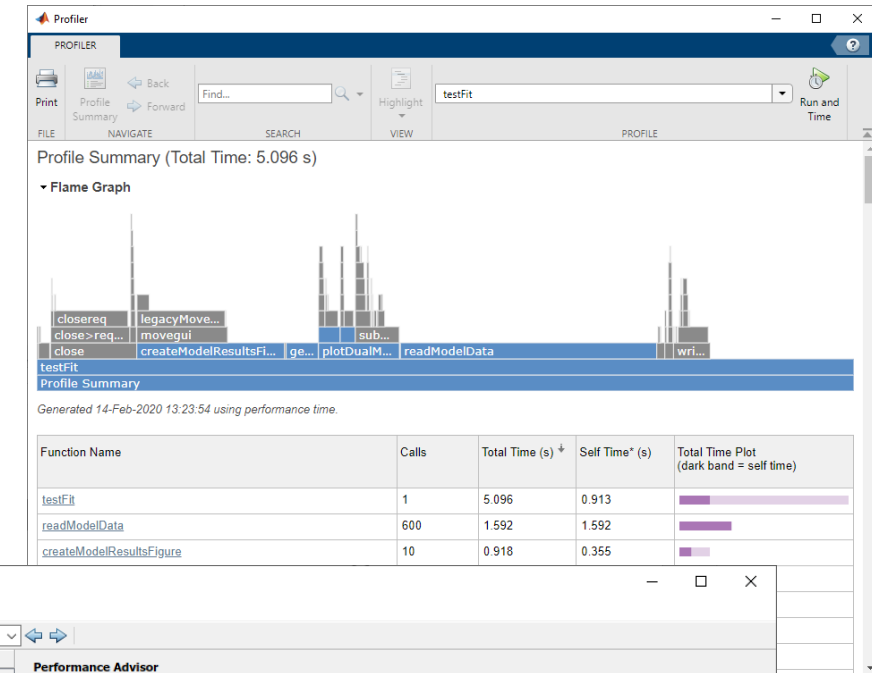 Profiler
PROFILER
Print
Profile Summary
Back
Forward
Find...
Highlight
testFit
Run and Time
FILE
NAVIGATE
SEARCH
VIEW
PROFILE
Profile Summary (Total Time: 5.096 s)
Flame Graph
closereq
legacyMove...
close>req...
movegui
sub...
close
createModelResultsFi...
ge...
plotDualM...
readModelData
wri...
testFit
Profile Summary
Generated 14-Feb-2020 13:23:54 using performance time.
Function Name
Calls
Total Time (s)
Self Time* (s)
Total Time Plot
(dark band = self time)
testFit 1 5.096 0.913
readModelData 600 1.592 1.592
createModelResultsFigure 10 0.918 0.355
Performance Advisor